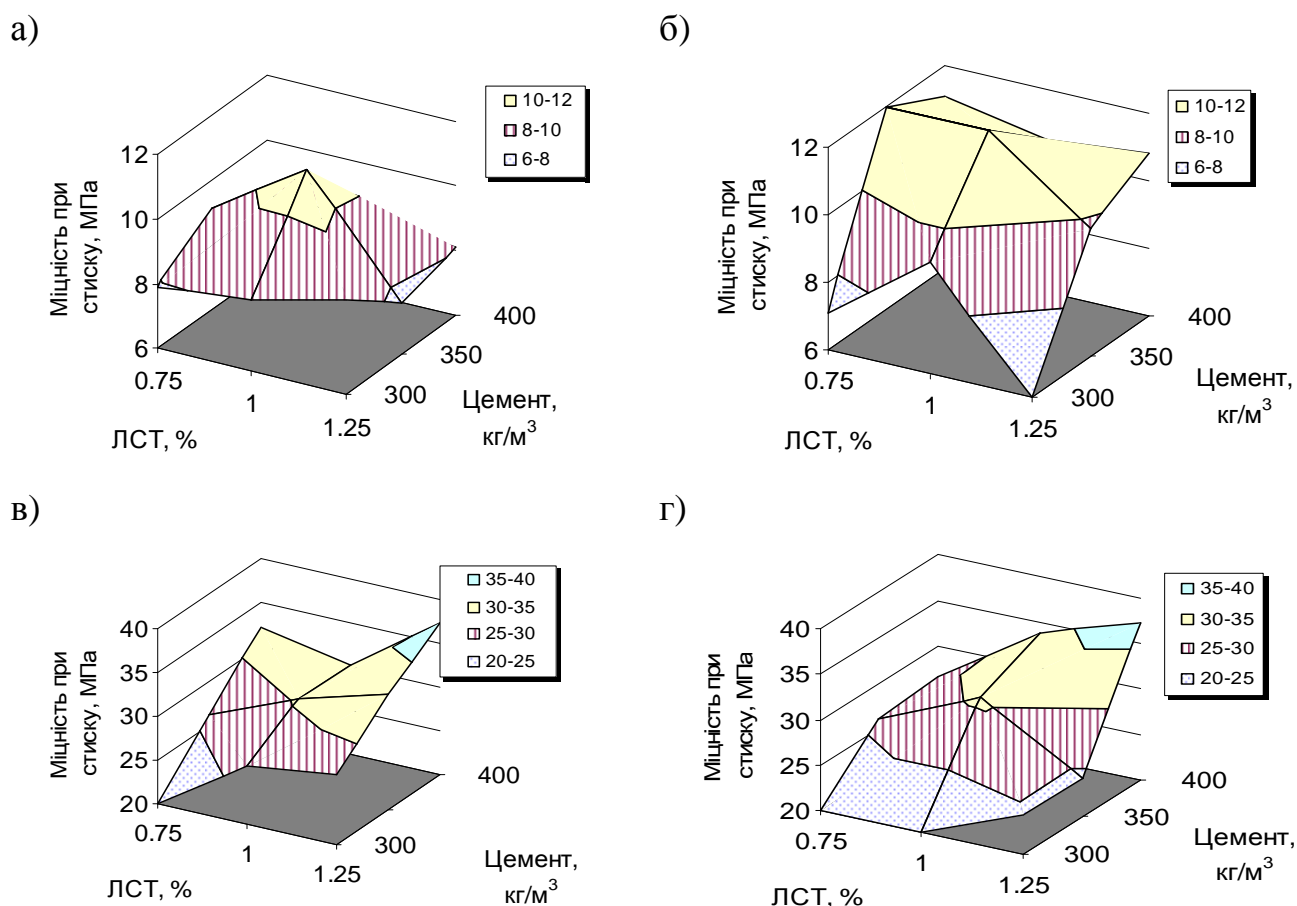 а)
10-12
8-10
6-8
12
10
8
6
Міцність при
стиску, МПа
0.75
1
1.25
ЛСТ, %
300
350
400
Цемент,
кг/м³
б)
10-12
8-10
6-8
12
10
8
6
Міцність при
стиску, МПа
0.75
1
1.25
ЛСТ, %
300
350
400
Цемент,
кг/м³
в)
35-40
30-35
25-30
20-25
40
35
30
25
20
Міцність при
стиску, МПа
0.75
1
1.25
ЛСТ, %
300
400
Цемент,
кг/м³
г)
35-40
30-35
25-30
20-25
40
35
30
25
20
Міцність при
стиску, МПа
0.75
1
1.25
ЛСТ, %
300
350
400
Цемент,
кг/м³